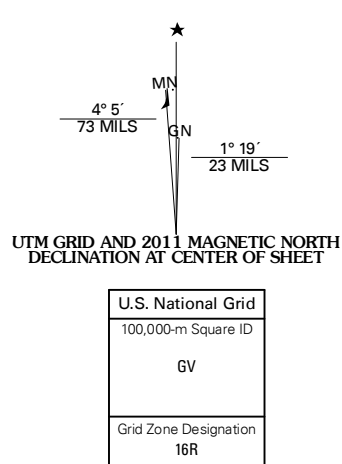 ★
MN
4° 5´
73 MILS
GN
1° 19´
23 MILS
UTM GRID AND 2011 MAGNETIC NORTH
DECLINATION AT CENTER OF SHEET
U.S. National Grid
100,000-m Square ID
GV
Grid Zone Designation
16R